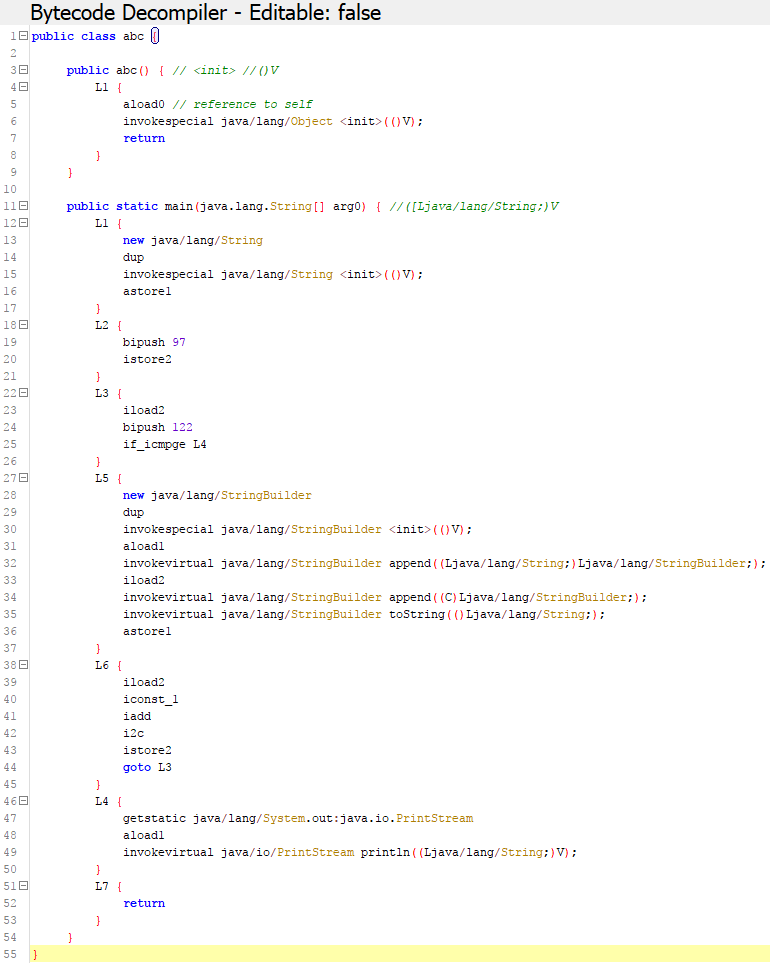 Bytecode Decompiler - Editable: false
1 public class abc {
2
3 public abc() { // <init> //()V
4 L1 {
5 aload0 // reference to self
6 invokespecial java/lang/Object <init>(()V);
7 return
8 }
9 }
10
11 public static main(java.lang.String[] arg0) { //([Ljava/lang/String;)V
12 L1 {
13 new java/lang/String
14 dup
15 invokespecial java/lang/String <init>(()V);
16 astore1
17 }
18 L2 {
19 bipush 97
20 istore2
21 }
22 L3 {
23 iload2
24 bipush 122
25 if_icmpge L4
26 }
27 L5 {
28 new java/lang/StringBuilder
29 dup
30 invokespecial java/lang/StringBuilder <init>(()V);
31 aload1
32 invokevirtual java/lang/StringBuilder append((Ljava/lang/String;)Ljava/lang/StringBuilder;);
33 iload2
34 invokevirtual java/lang/StringBuilder append((C)Ljava/lang/StringBuilder;);
35 invokevirtual java/lang/StringBuilder toString(()Ljava/lang/String;);
36 astore1
37 }
38 L6 {
39 iload2
40 iconst_1
41 iadd
42 i2c
43 istore2
44 goto L3
45 }
46 L4 {
47 getstatic java/lang/System.out:java.io.PrintStream
48 aload1
49 invokevirtual java/io/PrintStream println((Ljava/lang/String;)V);
50 }
51 L7 {
52 return
53 }
54 }
55 }